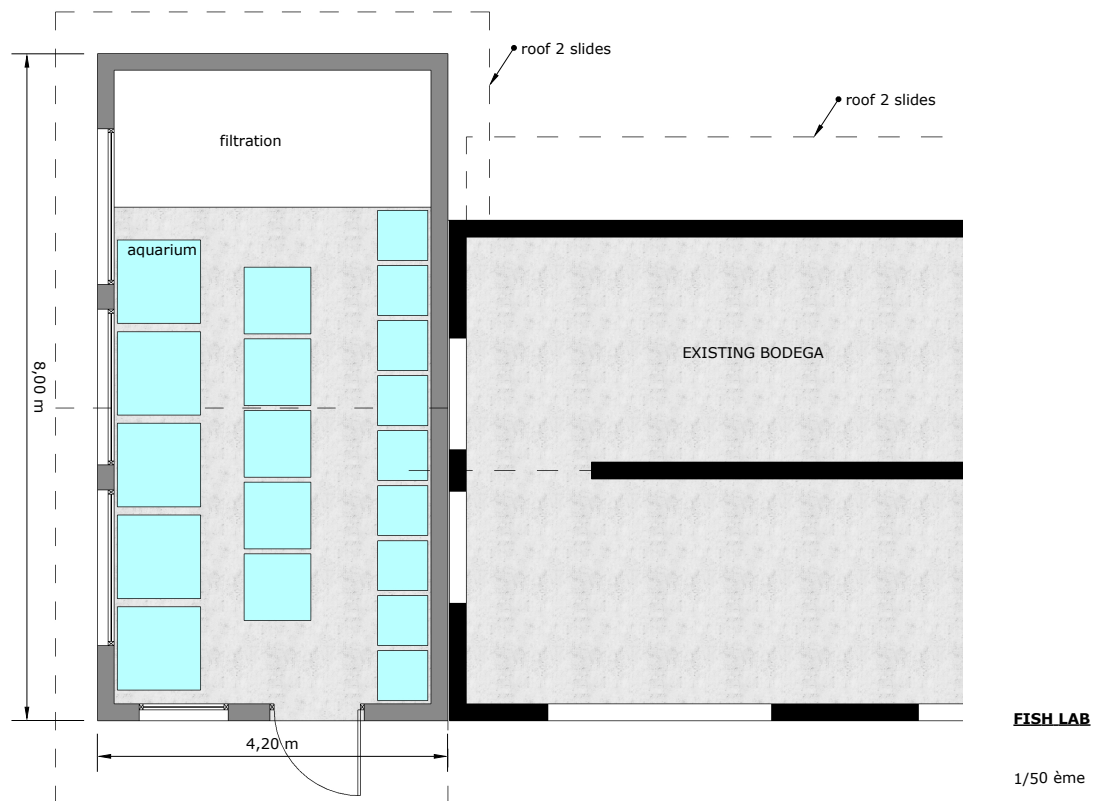 roof 2 slides
roof 2 slides
filtration
aquarium
EXISTING BODEGA
8,00 m
4,20 m
FISH LAB
1/50 ème